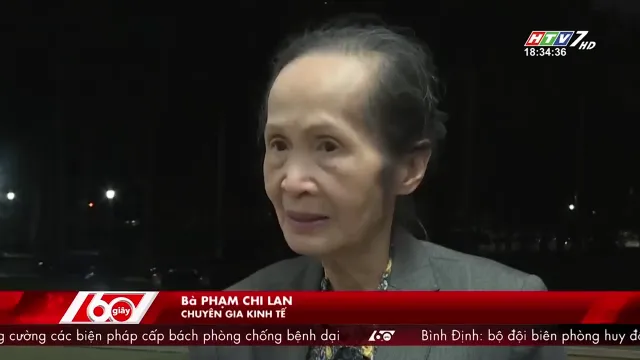 HTV7 HD
18:34:36
60 giây
Bà PHẠM CHI LAN
CHUYÊN GIA KINH TẾ
cường các biện pháp cấp bách phòng chống bệnh dại
60
Bình Định: bộ đội biên phòng huy